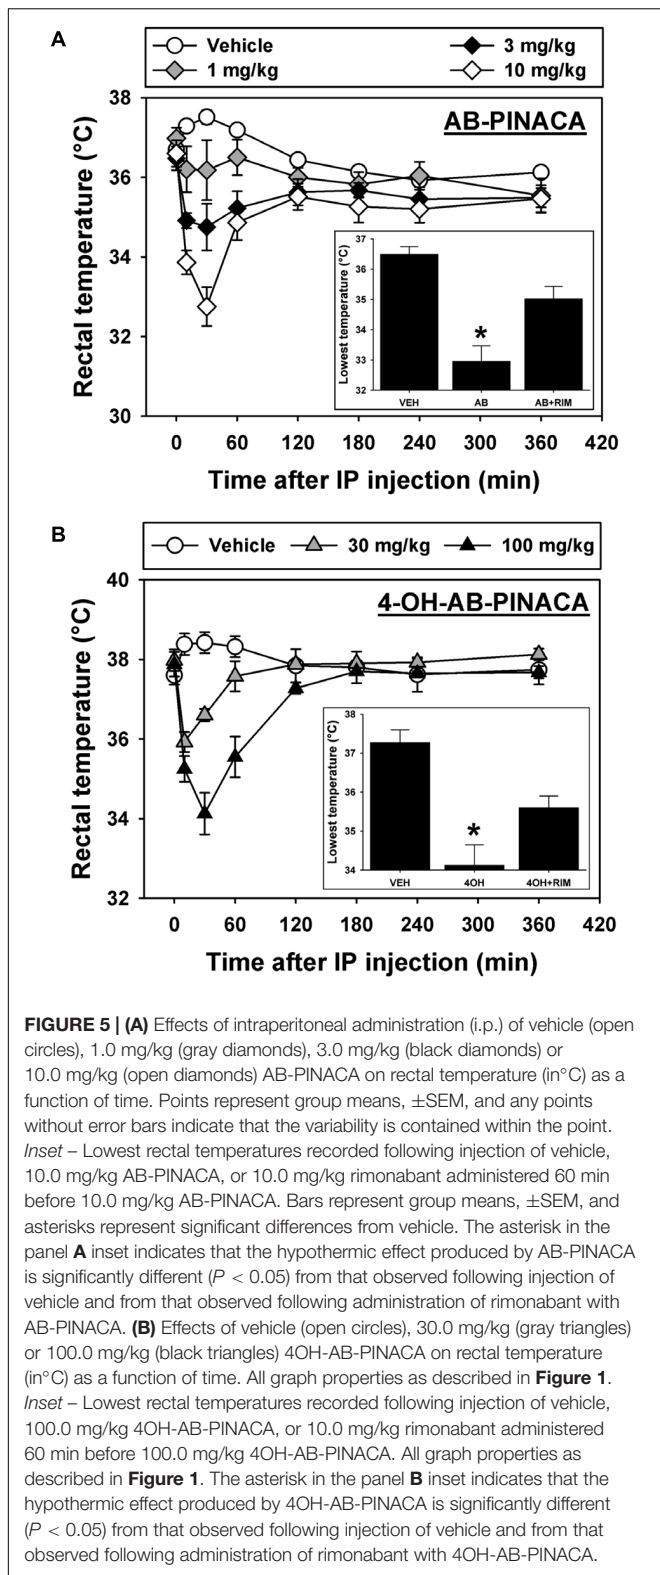 A
Vehicle 3 mg/kg
1 mg/kg 10 mg/kg
AB-PINACA
Rectal temperature (°C)
38
36
34
32
30
Lowest temperature (°C)
37
36
35
34
33
32
*
VEH AB AB+RIM
0 60 120 180 240 300 360 420
Time after IP injection (min)
B
Vehicle 30 mg/kg 100 mg/kg
4-OH-AB-PINACA
Rectal temperature (°C)
40
38
36
34
32
Lowest temperature (°C)
38
37
36
35
34
*
VEH 4OH 4OH+RIM
0 60 120 180 240 300 360 420
Time after IP injection (min)
FIGURE 5 | (A) Effects of intraperitoneal administration (i.p.) of vehicle (open
circles), 1.0 mg/kg (gray diamonds), 3.0 mg/kg (black diamonds) or
10.0 mg/kg (open diamonds) AB-PINACA on rectal temperature (in°C) as a
function of time. Points represent group means, ±SEM, and any points
without error bars indicate that the variability is contained within the point.
Inset – Lowest rectal temperatures recorded following injection of vehicle,
10.0 mg/kg AB-PINACA, or 10.0 mg/kg rimonabant administered 60 min
before 10.0 mg/kg AB-PINACA. Bars represent group means, ±SEM, and
asterisks represent significant differences from vehicle. The asterisk in the
panel A inset indicates that the hypothermic effect produced by AB-PINACA
is significantly different (P < 0.05) from that observed following injection of
vehicle and from that observed following administration of rimonabant with
AB-PINACA. (B) Effects of vehicle (open circles), 30.0 mg/kg (gray triangles)
or 100.0 mg/kg (black triangles) 4OH-AB-PINACA on rectal temperature
(in°C) as a function of time. All graph properties as described in Figure 1.
Inset – Lowest rectal temperatures recorded following injection of vehicle,
100.0 mg/kg 4OH-AB-PINACA, or 10.0 mg/kg rimonabant administered
60 min before 100.0 mg/kg 4OH-AB-PINACA. All graph properties as
described in Figure 1. The asterisk in the panel B inset indicates that the
hypothermic effect produced by 4OH-AB-PINACA is significantly different
(P < 0.05) from that observed following injection of vehicle and from that
observed following administration of rimonabant with 4OH-AB-PINACA.